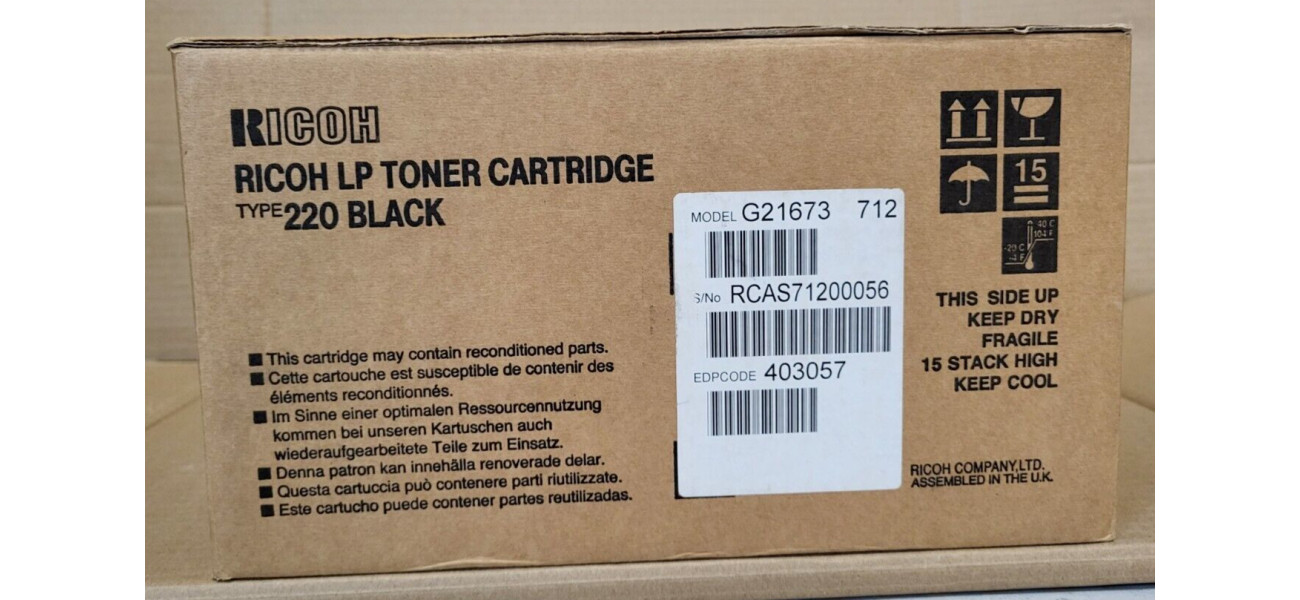 RICOH
RICOH LP TONER CARTRIDGE
TYPE 220 BLACK
■ This cartridge may contain reconditioned parts.
■ Cette cartouche est susceptible de contenir des
éléments reconditionnés.
■ Im Sinne einer optimalen Ressourcennutzung
kommen bei unseren Kartuschen auch
wiederaufgearbeitete Teile zum Einsatz.
■ Denna patron kan innehålla renoverade delar.
■ Questa cartuccia può contenere parti riutilizzate.
■ Este cartucho puede contener partes reutilizadas.
MODEL G21673 712
S/No RCAS71200056
EDPCODE 403057
15
40 C
104 F
-20 C
-4 F
THIS SIDE UP
KEEP DRY
FRAGILE
15 STACK HIGH
KEEP COOL
RICOH COMPANY,LTD.
ASSEMBLED IN THE U.K.